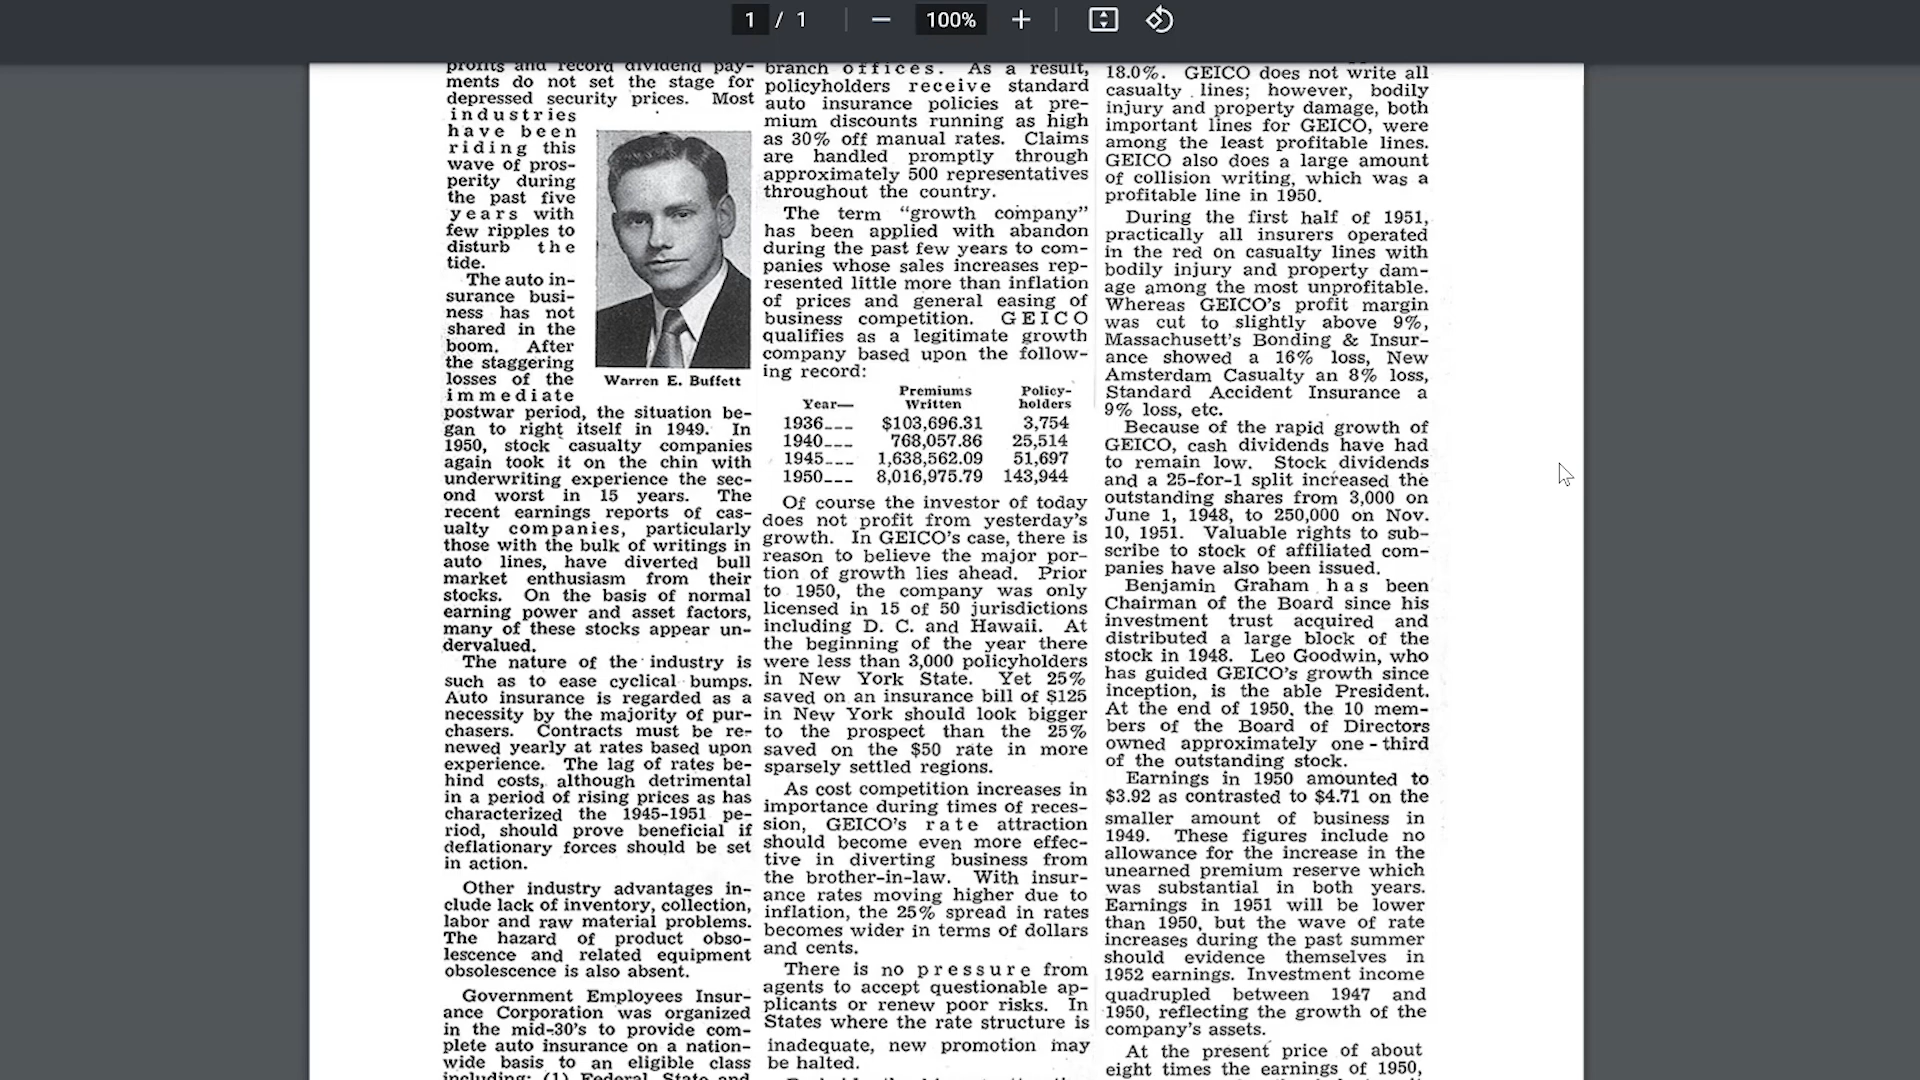 1 / 1
100%
profits and record dividend pay-
ments do not set the stage for
depressed security prices. Most
industries
have been
riding this
wave of pros-
perity during
the past five
years with
few ripples to
disturb the
tide.
The auto in-
surance busi-
ness has not
shared in the
boom. After
the staggering
losses of the
immediate
Warren E. Buffett
postwar period, the situation be-
gan to right itself in 1949. In
1950, stock casualty companies
again took it on the chin with
underwriting experience the sec-
ond worst in 15 years. The
recent earnings reports of cas-
ualty companies, particularly
those with the bulk of writings in
auto lines, have diverted bull
market enthusiasm from their
stocks. On the basis of normal
earning power and asset factors,
many of these stocks appear un-
dervalued.
The nature of the industry is
such as to ease cyclical bumps.
Auto insurance is regarded as a
necessity by the majority of pur-
chasers. Contracts must be re-
newed yearly at rates based upon
experience. The lag of rates be-
hind costs, although detrimental
in a period of rising prices as has
characterized the 1945-1951 pe-
riod, should prove beneficial if
deflationary forces should be set
in action.
Other industry advantages in-
clude lack of inventory, collection,
labor and raw material problems.
The hazard of product obso-
lescence and related equipment
obsolescence is also absent.
Government Employees Insur-
ance Corporation was organized
in the mid-30's to provide com-
plete auto insurance on a nation-
wide basis to an eligible class
including: (1) Federal, State and
branch offices. As a result,
policyholders receive standard
auto insurance policies at pre-
mium discounts running as high
as 30% off manual rates. Claims
are handled promptly through
approximately 500 representatives
throughout the country.
The term "growth company"
has been applied with abandon
during the past few years to com-
panies whose sales increases rep-
resented little more than inflation
of prices and general easing of
business competition. GEICO
qualifies as a legitimate growth
company based upon the follow-
ing record:
Premiums Policy-
Year— Written holders
1936--- $103,696.31 3,754
1940--- 768,057.86 25,514
1945--- 1,638,562.09 51,697
1950--- 8,016,975.79 143,944
Of course the investor of today
does not profit from yesterday's
growth. In GEICO's case, there is
reason to believe the major por-
tion of growth lies ahead. Prior
to 1950, the company was only
licensed in 15 of 50 jurisdictions
including D. C. and Hawaii. At
the beginning of the year there
were less than 3,000 policyholders
in New York State. Yet 25%
saved on an insurance bill of $125
in New York should look bigger
to the prospect than the 25%
saved on the $50 rate in more
sparsely settled regions.
As cost competition increases in
importance during times of reces-
sion, GEICO's rate attraction
should become even more effec-
tive in diverting business from
the brother-in-law. With insur-
ance rates moving higher due to
inflation, the 25% spread in rates
becomes wider in terms of dollars
and cents.
There is no pressure from
agents to accept questionable ap-
plicants or renew poor risks. In
States where the rate structure is
inadequate, new promotion may
be halted.
18.0%. GEICO does not write all
casualty lines; however, bodily
injury and property damage, both
important lines for GEICO, were
among the least profitable lines.
GEICO also does a large amount
of collision writing, which was a
profitable line in 1950.
During the first half of 1951,
practically all insurers operated
in the red on casualty lines with
bodily injury and property dam-
age among the most unprofitable.
Whereas GEICO's profit margin
was cut to slightly above 9%,
Massachusett's Bonding & Insur-
ance showed a 16% loss, New
Amsterdam Casualty an 8% loss,
Standard Accident Insurance a
9% loss, etc.
Because of the rapid growth of
GEICO, cash dividends have had
to remain low. Stock dividends
and a 25-for-1 split increased the
outstanding shares from 3,000 on
June 1, 1948, to 250,000 on Nov.
10, 1951. Valuable rights to sub-
scribe to stock of affiliated com-
panies have also been issued.
Benjamin Graham has been
Chairman of the Board since his
investment trust acquired and
distributed a large block of the
stock in 1948. Leo Goodwin, who
has guided GEICO's growth since
inception, is the able President.
At the end of 1950, the 10 mem-
bers of the Board of Directors
owned approximately one-third
of the outstanding stock.
Earnings in 1950 amounted to
$3.92 as contrasted to $4.71 on the
smaller amount of business in
1949. These figures include no
allowance for the increase in the
unearned premium reserve which
was substantial in both years.
Earnings in 1951 will be lower
than 1950, but the wave of rate
increases during the past summer
should evidence themselves in
1952 earnings. Investment income
quadrupled between 1947 and
1950, reflecting the growth of the
company's assets.
At the present price of about
eight times the earnings of 1950,